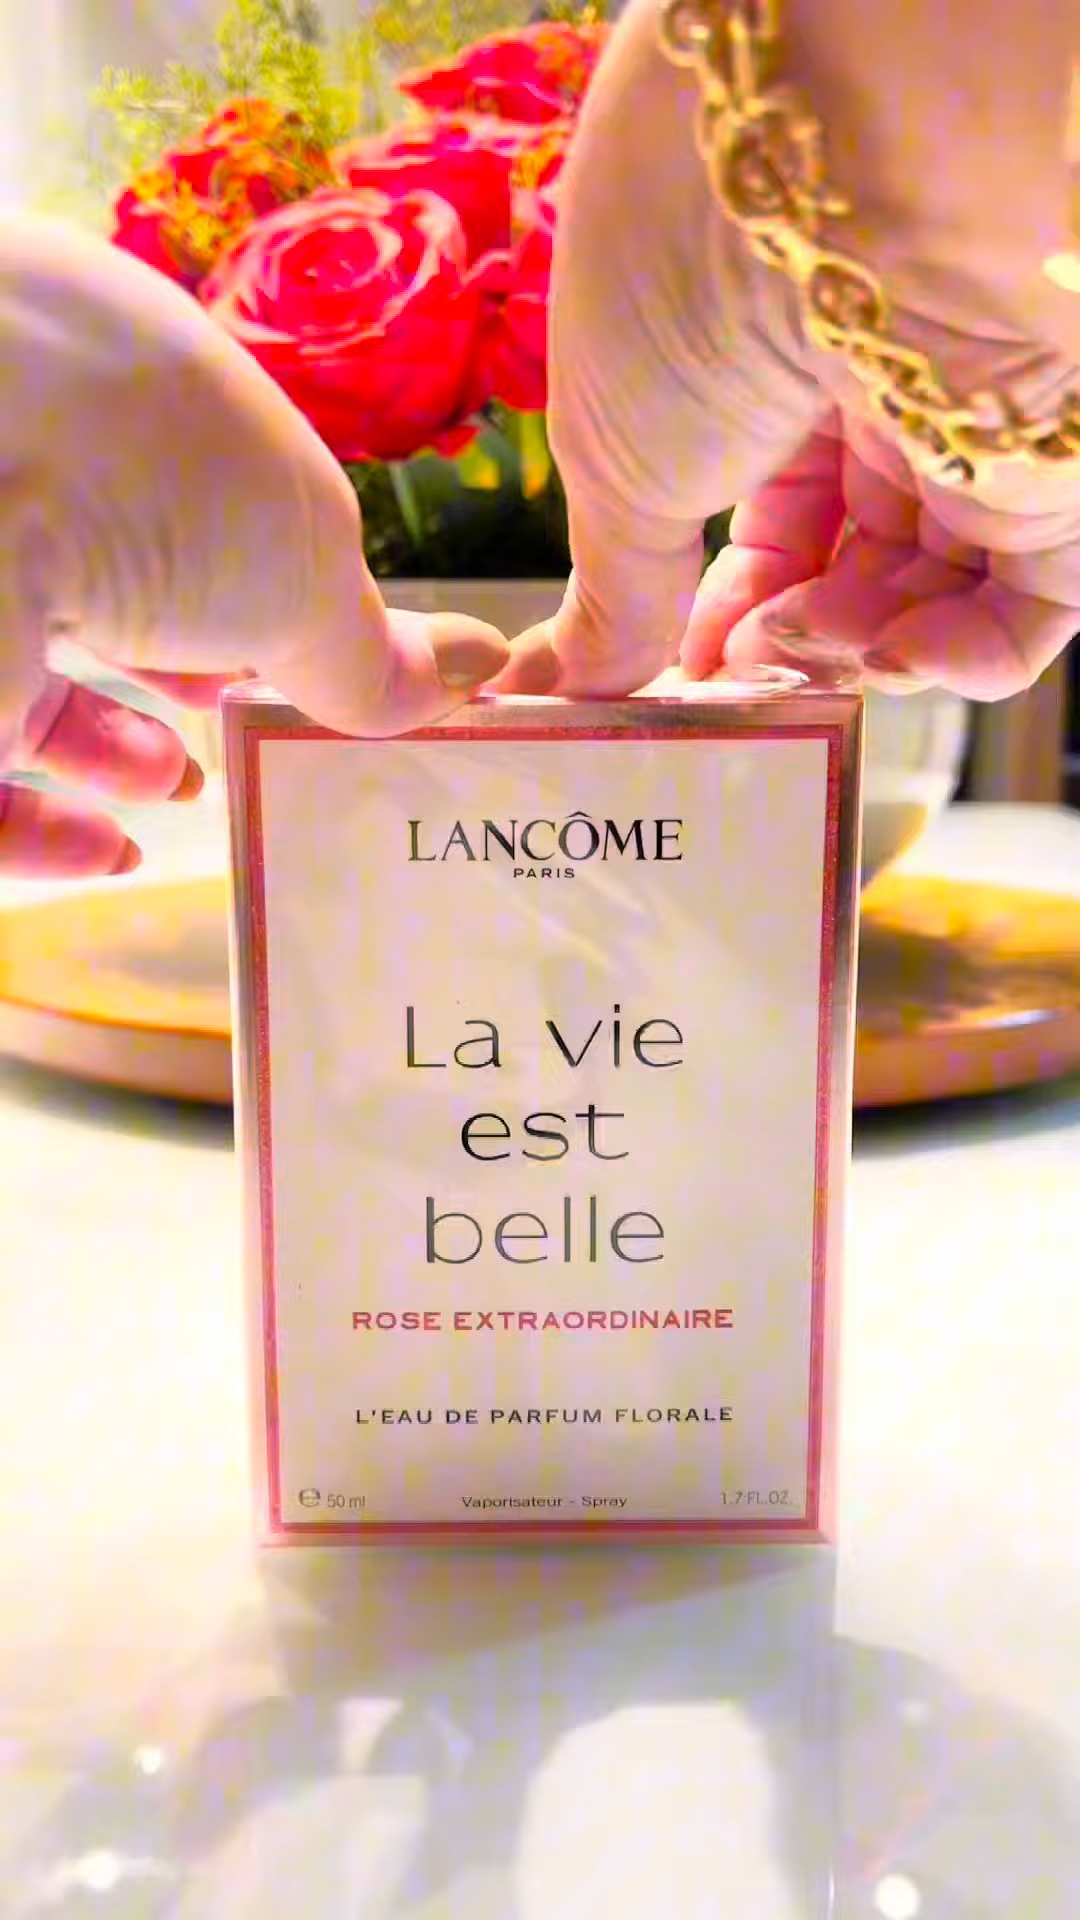 LANCÔME
PARIS
La vie
est
belle
ROSE EXTRAORDINAIRE
L'EAU DE PARFUM FLORALE
℮ 50 ml Vaporisateur - Spray 1.7 FL.OZ.